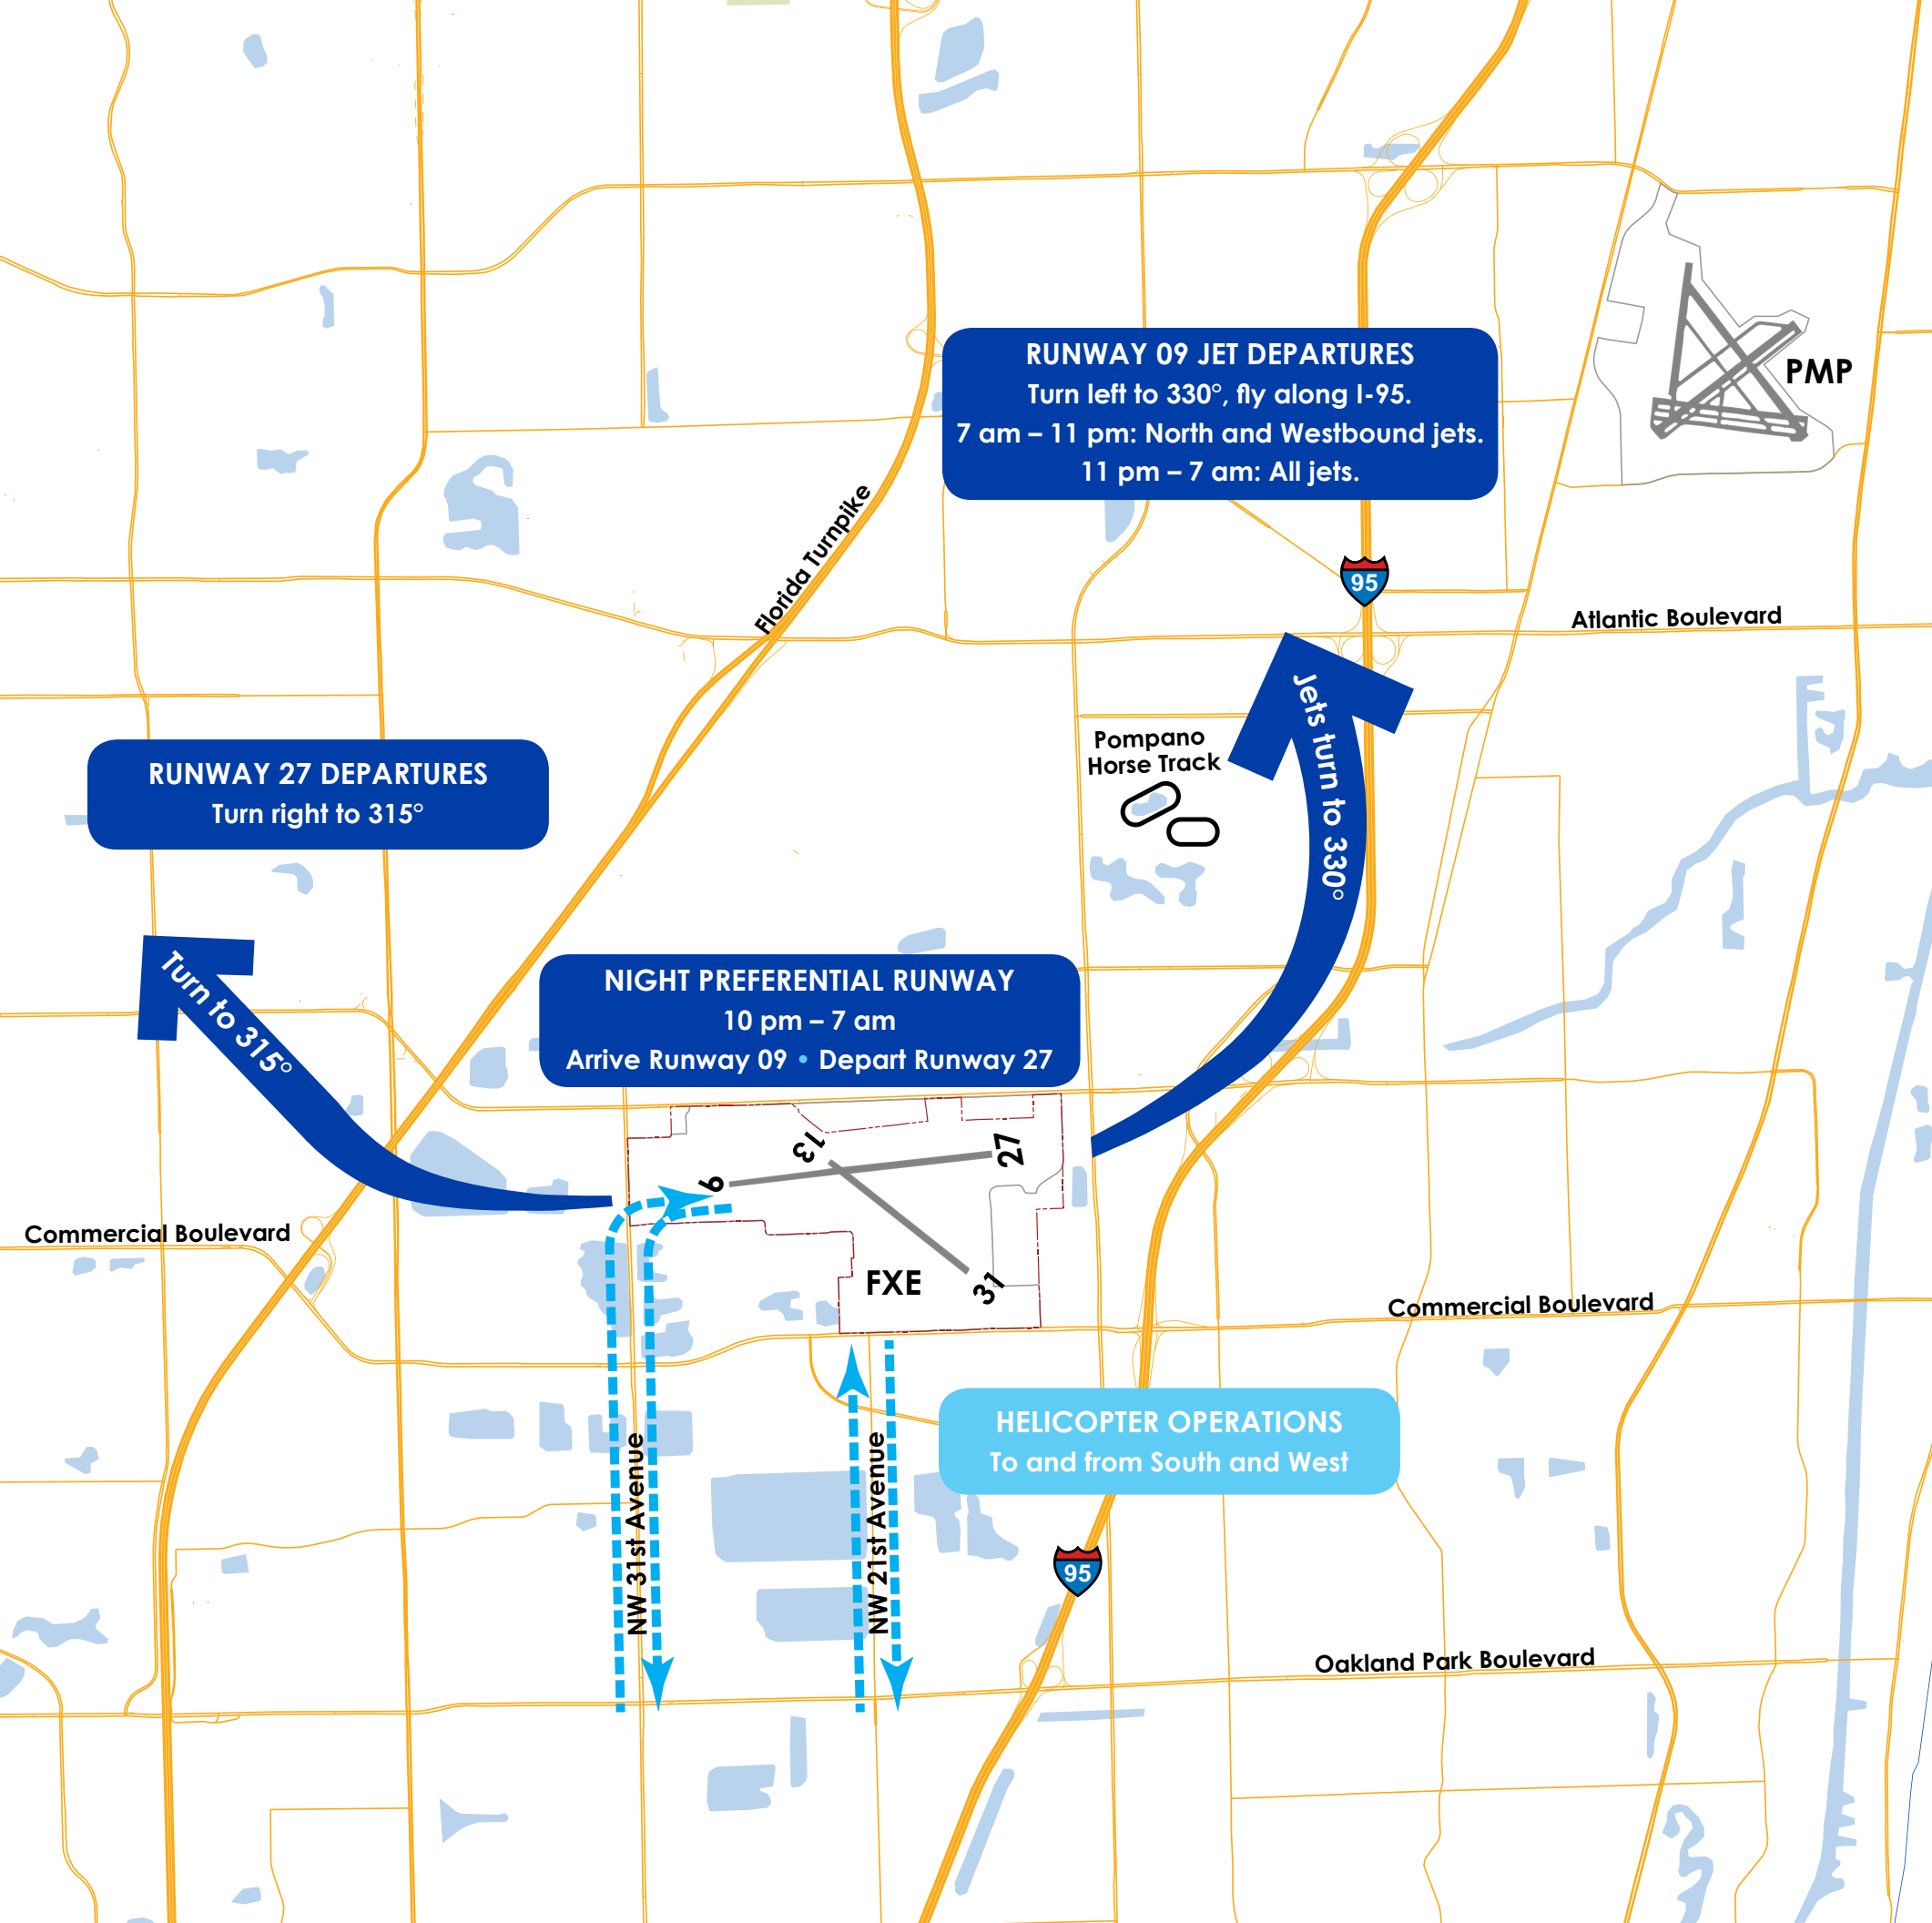 RUNWAY 09 JET DEPARTURES
Turn left to 330°, fly along I-95.
7 am – 11 pm: North and Westbound jets.
11 pm – 7 am: All jets.
PMP
Florida Turnpike
95
Atlantic Boulevard
Jets turn to 330°
Pompano
Horse Track
RUNWAY 27 DEPARTURES
Turn right to 315°
Turn to 315°
NIGHT PREFERENTIAL RUNWAY
10 pm – 7 am
Arrive Runway 09 • Depart Runway 27
13
27
9
31
FXE
Commercial Boulevard
Commercial Boulevard
HELICOPTER OPERATIONS
To and from South and West
NW 31st Avenue
NW 21st Avenue
95
Oakland Park Boulevard